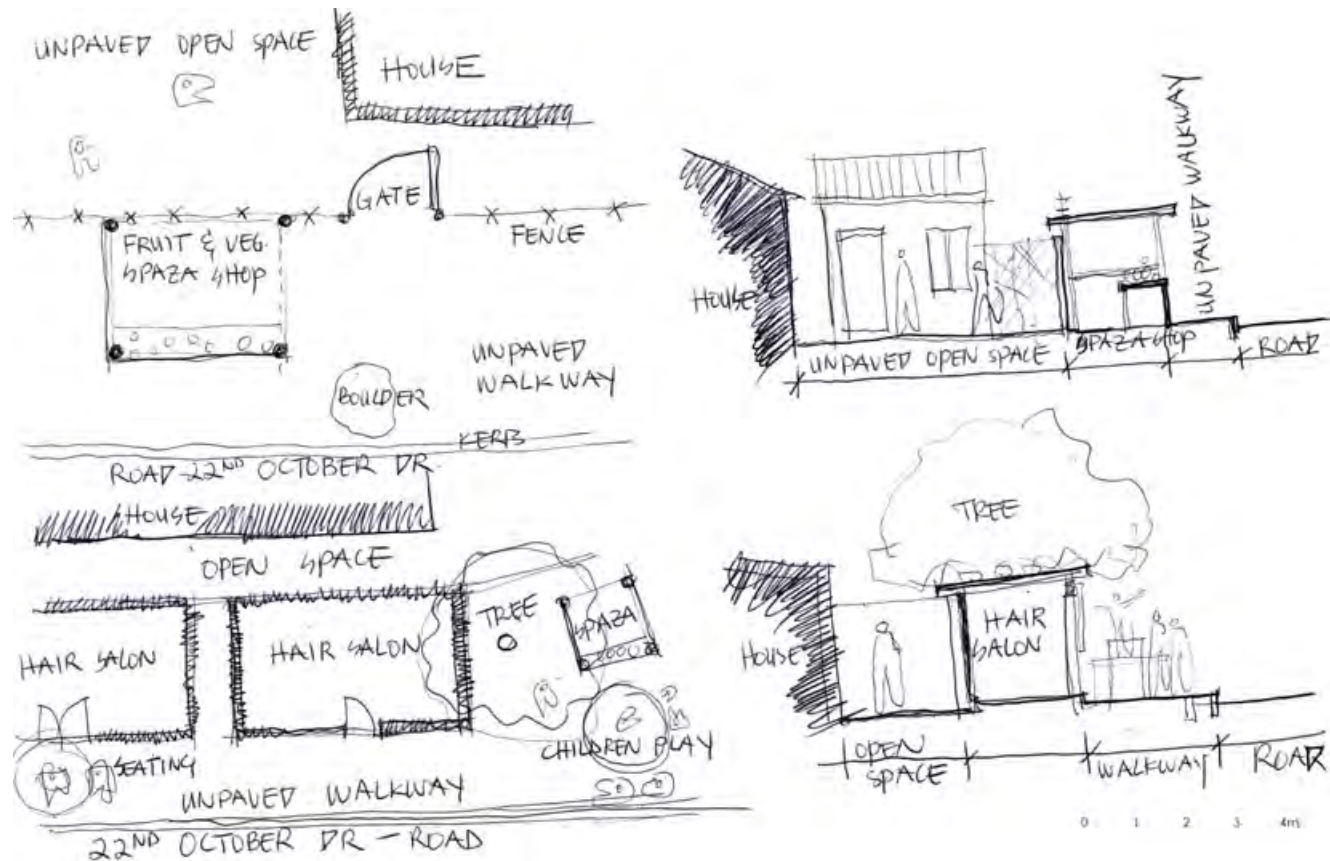 UNPAVED OPEN SPACE
HOUSE
GATE
FENCE
FRUIT & VEG.
SPAZA SHOP
UNPAVED
WALKWAY
BOULDER
KERB
ROAD - 22ND OCTOBER DR.
HOUSE
UNPAVED OPEN SPACE
SPAZA SHOP
UNPAVED WALKWAY
ROAD
HOUSE
OPEN SPACE
HAIR SALON
HAIR SALON
TREE
SPAZA
SEATING
CHILDREN PLAY
UNPAVED WALKWAY
22ND OCTOBER DR - ROAD
TREE
HOUSE
HAIR
SALON
OPEN
SPACE
WALKWAY
ROAD
0 1 2 3 4m